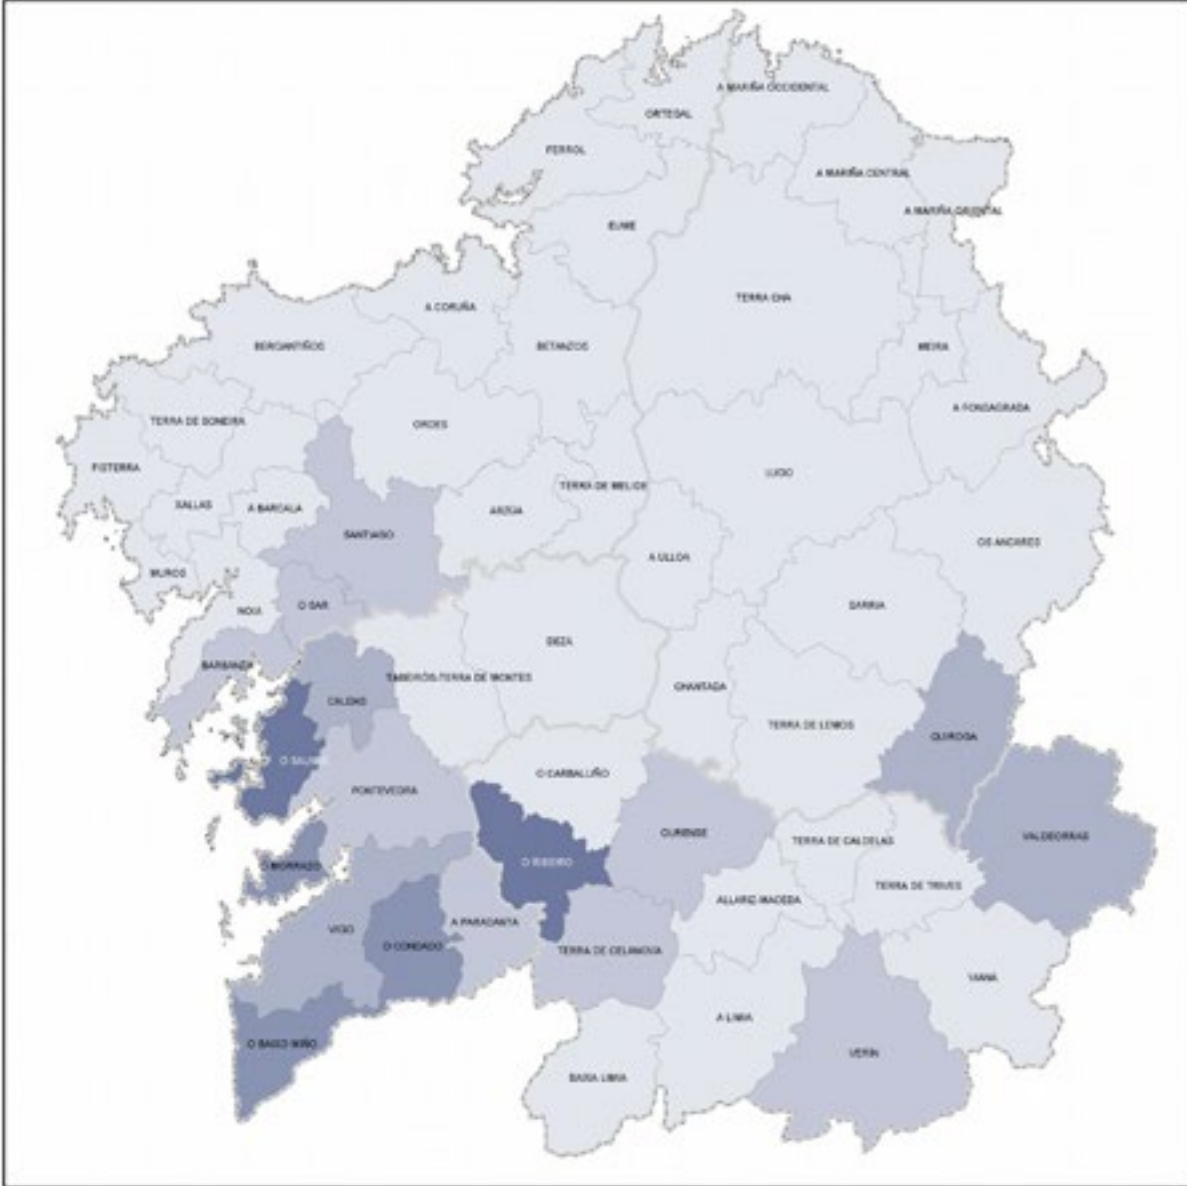 A MARIÑA OCCIDENTAL
ORTEGAL
FERROL
A MARIÑA CENTRAL
A MARIÑA ORIENTAL
EUME
TERRA CHA
A CORUÑA
BERGANTIÑOS
BETANZOS
MEIRA
A FONSAGRADA
TERRA DE SONEIRA
ORDES
FISTERRA
LUGO
TERRA DE MELIDE
XALLAS
A BARCALA
ARZÚA
SANTIAGO
OS ANCARES
A ULLOA
MUROS
NOIA
O SAR
SARRIA
DEZA
BARBANZA
TABEIRÓS-TERRA DE MONTES
CHANTADA
CALDAS
TERRA DE LEMOS
QUIROGA
O SALNÉS
O CARBALLIÑO
PONTEVEDRA
OURENSE
VALDEORRAS
TERRA DE CALDELAS
O MORRAZO
O RIBEIRO
TERRA DE TRIVES
ALLARIZ-MACEDA
A PARADANTA
VIGO
O CONDADO
TERRA DE CELANOVA
VIANA
A LIMIA
O BAIXO MIÑO
VERÍN
BAIXA LIMIA